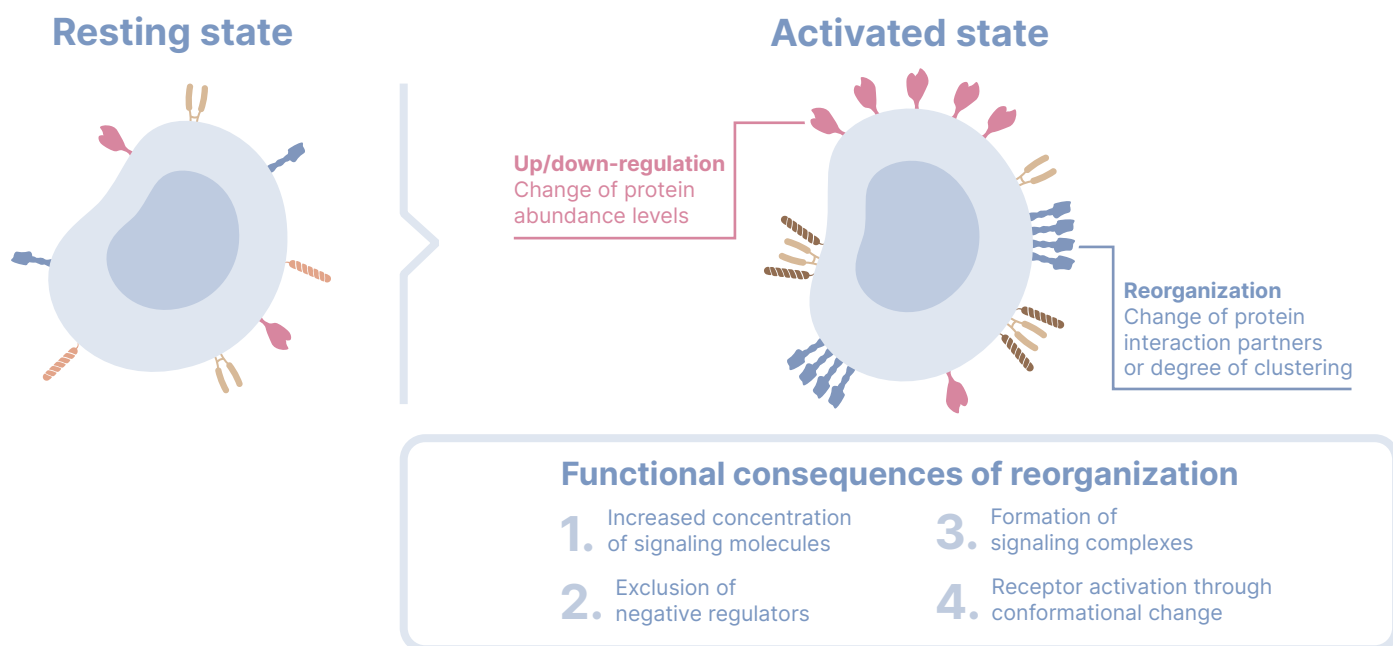 Resting state
Activated state
Up/down-regulation
Change of protein
abundance levels
Reorganization
Change of protein
interaction partners
or degree of clustering
Functional consequences of reorganization
1. Increased concentration
of signaling molecules
2. Exclusion of
negative regulators
3. Formation of
signaling complexes
4. Receptor activation through
conformational change